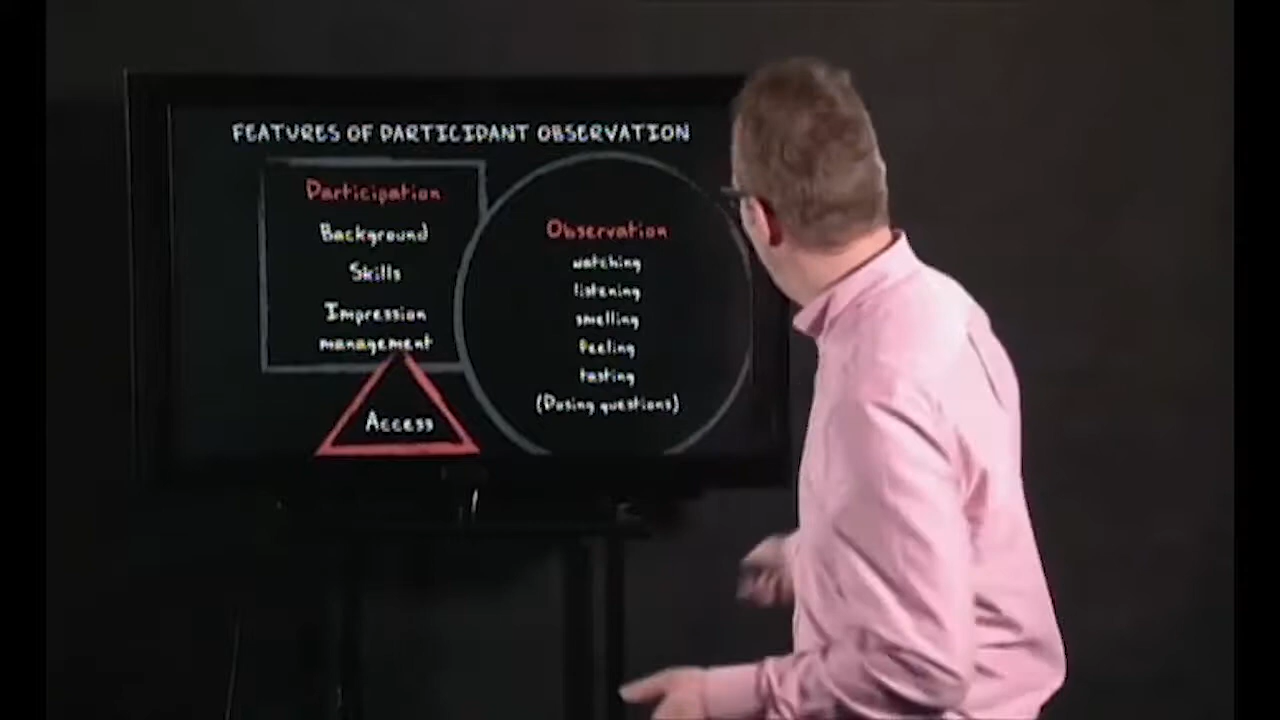 FEATURES OF PARTICIPANT OBSERVATION
Participation
Background
Skills
Impression
management
Access
Observation
watching
listening
smelling
feeling
tasting
(Posing questions)